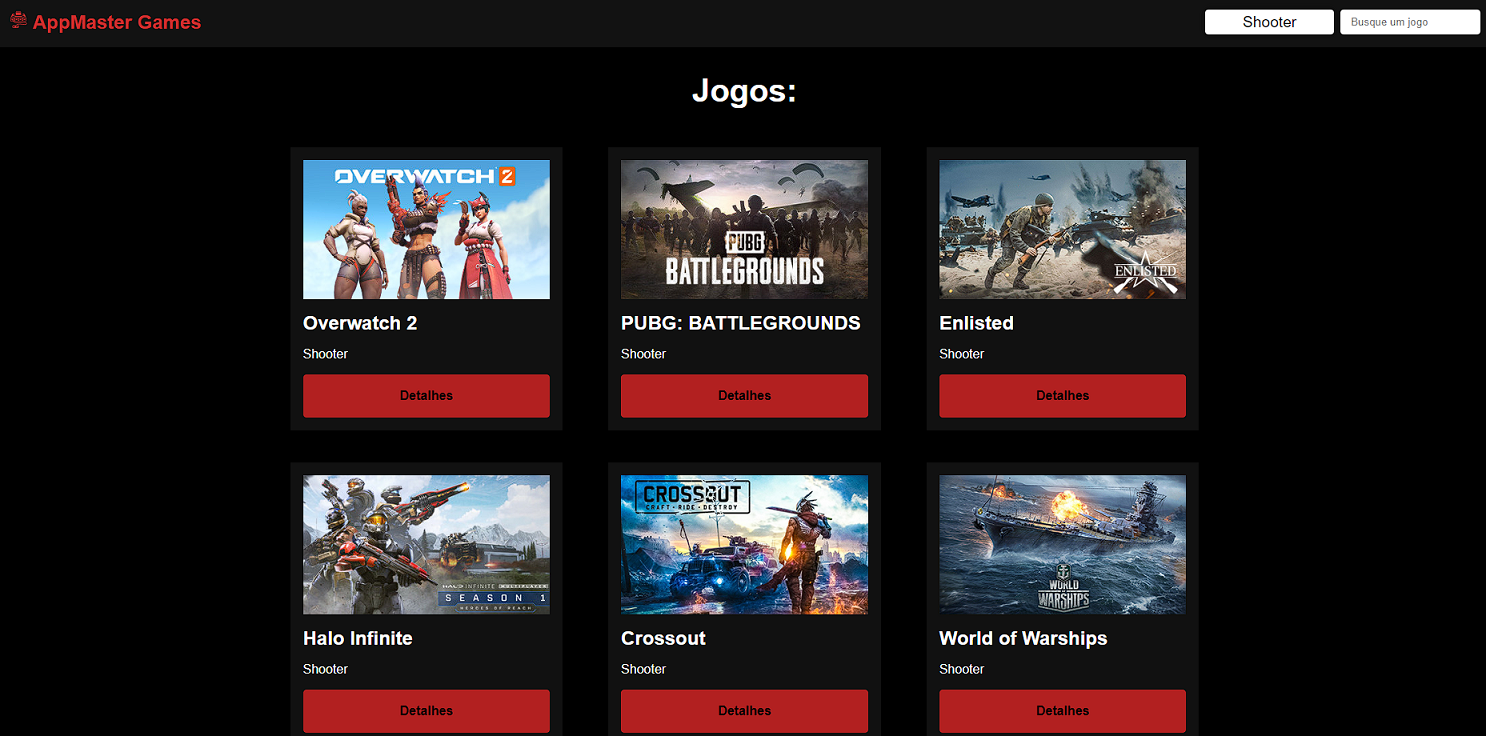 AppMaster Games
Shooter
Busque um jogo
Jogos:
OVERWATCH 2
PUBG
BATTLEGROUNDS
ENLISTED
Overwatch 2
PUBG: BATTLEGROUNDS
Enlisted
Shooter
Shooter
Shooter
Detalhes
Detalhes
Detalhes
HALO INFINITE
SEASON 1
HEROES OF REACH
CROSSOUT
CRAFT • RIDE • DESTROY
WORLD
OF
WARSHIPS
Halo Infinite
Crossout
World of Warships
Shooter
Shooter
Shooter
Detalhes
Detalhes
Detalhes